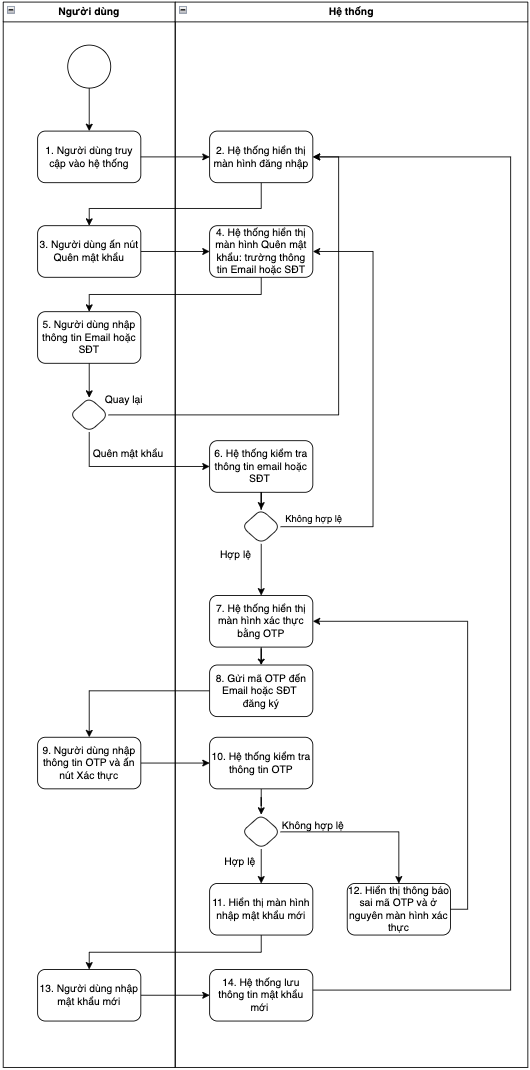 Người dùng
Hệ thống
1. Người dùng truy
cập vào hệ thống
2. Hệ thống hiển thị
màn hình đăng nhập
3. Người dùng ấn nút
Quên mật khẩu
4. Hệ thống hiển thị
màn hình Quên mật
khẩu: trường thông
tin Email hoặc SĐT
5. Người dùng nhập
thông tin Email hoặc
SĐT
Quay lại
Quên mật khẩu
6. Hệ thống kiểm tra
thông tin email hoặc
SĐT
Không hợp lệ
Hợp lệ
7. Hệ thống hiển thị
màn hình xác thực
bằng OTP
8. Gửi mã OTP đến
Email hoặc SĐT
đăng ký
9. Người dùng nhập
thông tin OTP và ấn
nút Xác thực
10. Hệ thống kiểm tra
thông tin OTP
Không hợp lệ
Hợp lệ
11. Hiển thị màn hình
nhập mật khẩu mới
12. Hiển thị thông báo
sai mã OTP và ở
nguyên màn hình xác
thực
13. Người dùng nhập
mật khẩu mới
14. Hệ thống lưu
thông tin mật khẩu
mới